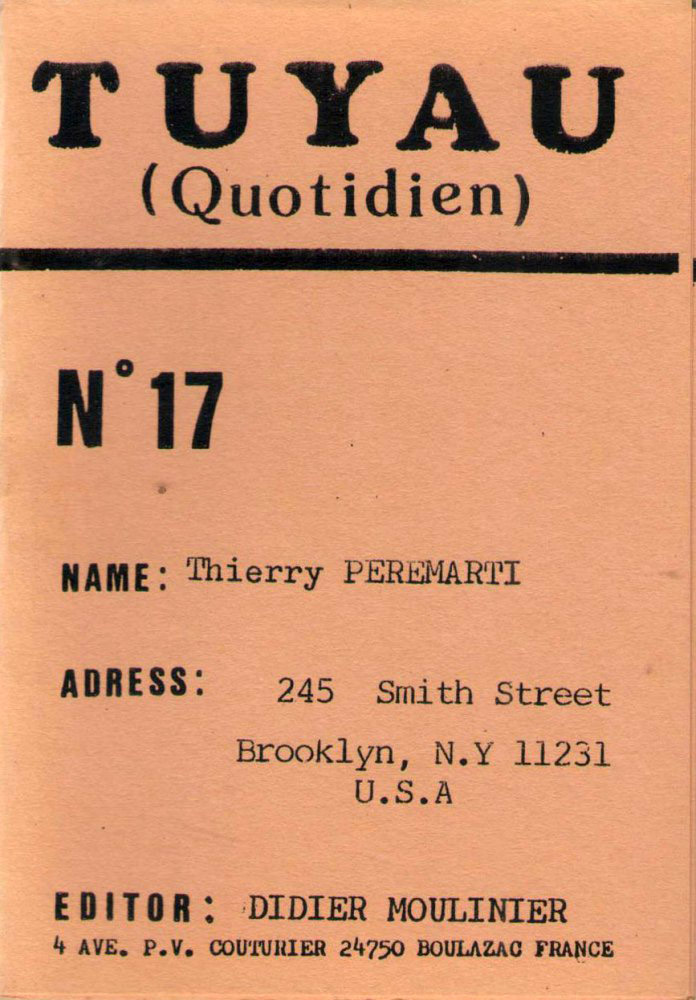 TUYAU
(Quotidien)
N° 17
NAME: Thierry PEREMARTI
ADRESS: 245 Smith Street
Brooklyn, N.Y 11231
U.S.A
EDITOR: DIDIER MOULINIER
4 AVE. P.V. COUTURIER 24750 BOULAZAC FRANCE